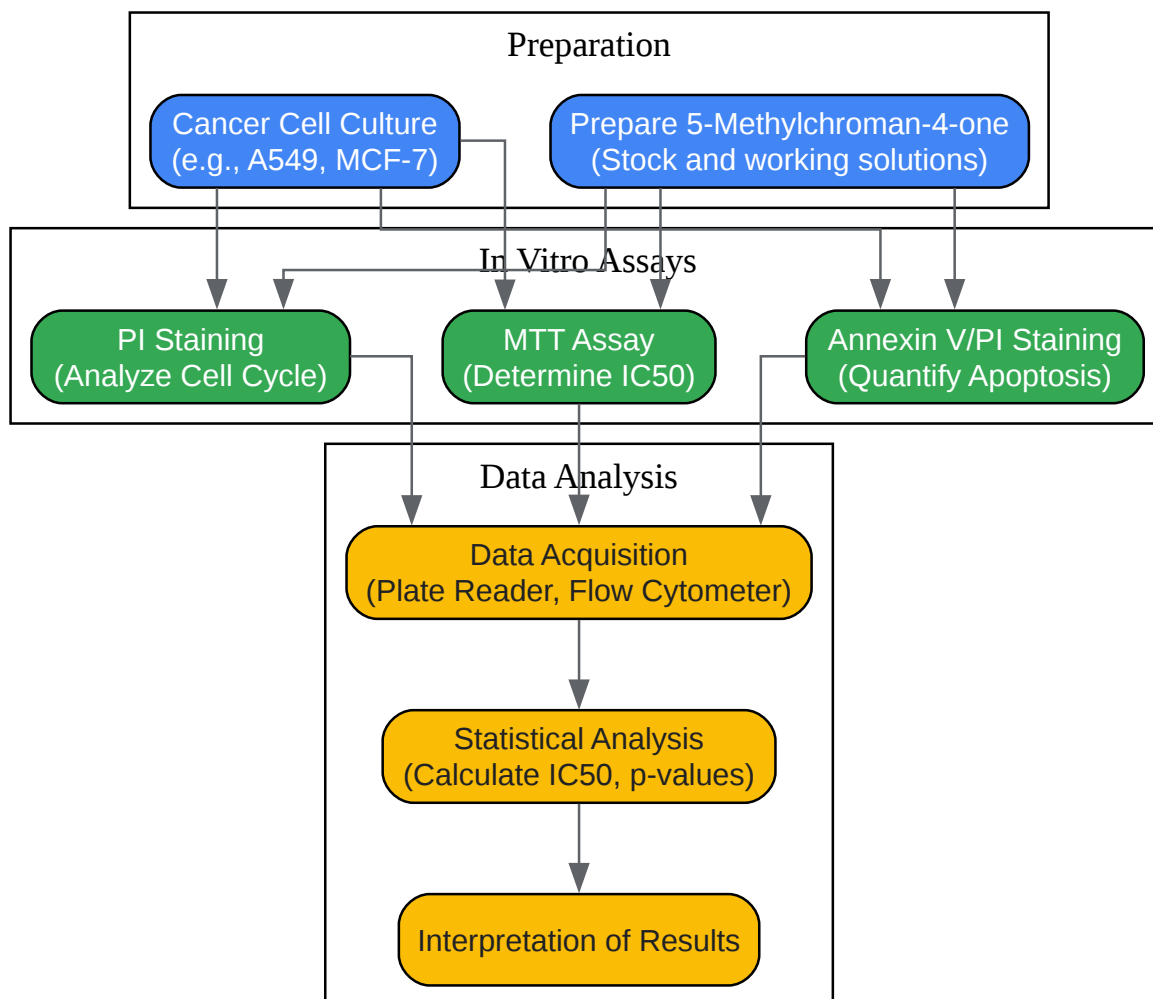 Preparation
Cancer Cell Culture
(e.g., A549, MCF-7)
Prepare 5-Methylchroman-4-one
(Stock and working solutions)
In Vitro Assays
PI Staining
(Analyze Cell Cycle)
MTT Assay
(Determine IC50)
Annexin V/PI Staining
(Quantify Apoptosis)
Data Analysis
Data Acquisition
(Plate Reader, Flow Cytometer)
Statistical Analysis
(Calculate IC50, p-values)
Interpretation of Results